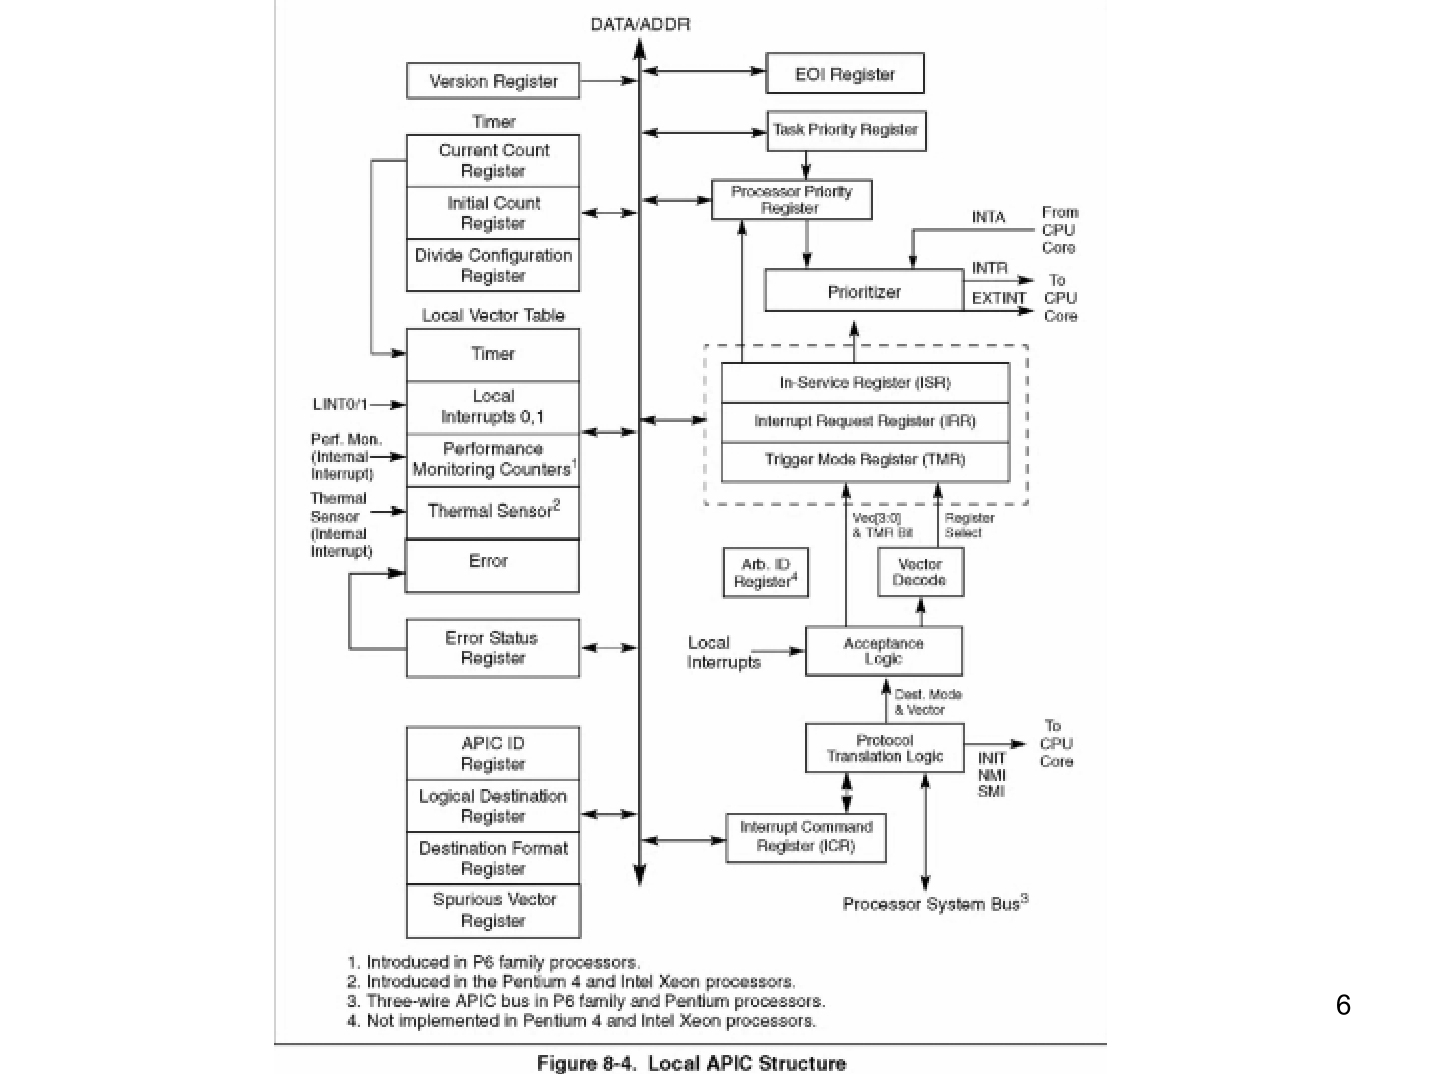 DATA/ADDR
Version Register
EOI Register
Timer
Current Count
Register
Initial Count
Register
Divide Configuration
Register
Task Priority Register
Processor Priority
Register
INTA
From
CPU
Core
Prioritizer
INTR
EXTINT
To
CPU
Core
Local Vector Table
Timer
Local
Interrupts 0,1
Performance
Monitoring Counters1
Thermal Sensor2
Error
LINT0/1
Perf. Mon.
(Internal
Interrupt)
Thermal
Sensor
(Internal
Interrupt)
In-Service Register (ISR)
Interrupt Request Register (IRR)
Trigger Mode Register (TMR)
Vec[3:0]
& TMR Bit
Register
Select
Arb. ID
Register4
Vector
Decode
Error Status
Register
Local
Interrupts
Acceptance
Logic
Dest. Mode
& Vector
Protocol
Translation Logic
To
CPU
Core
INIT
NMI
SMI
APIC ID
Register
Logical Destination
Register
Destination Format
Register
Spurious Vector
Register
Interrupt Command
Register (ICR)
Processor System Bus3
1. Introduced in P6 family processors.
2. Introduced in the Pentium 4 and Intel Xeon processors.
3. Three-wire APIC bus in P6 family and Pentium processors.
4. Not implemented in Pentium 4 and Intel Xeon processors.
6
Figure 8-4. Local APIC Structure